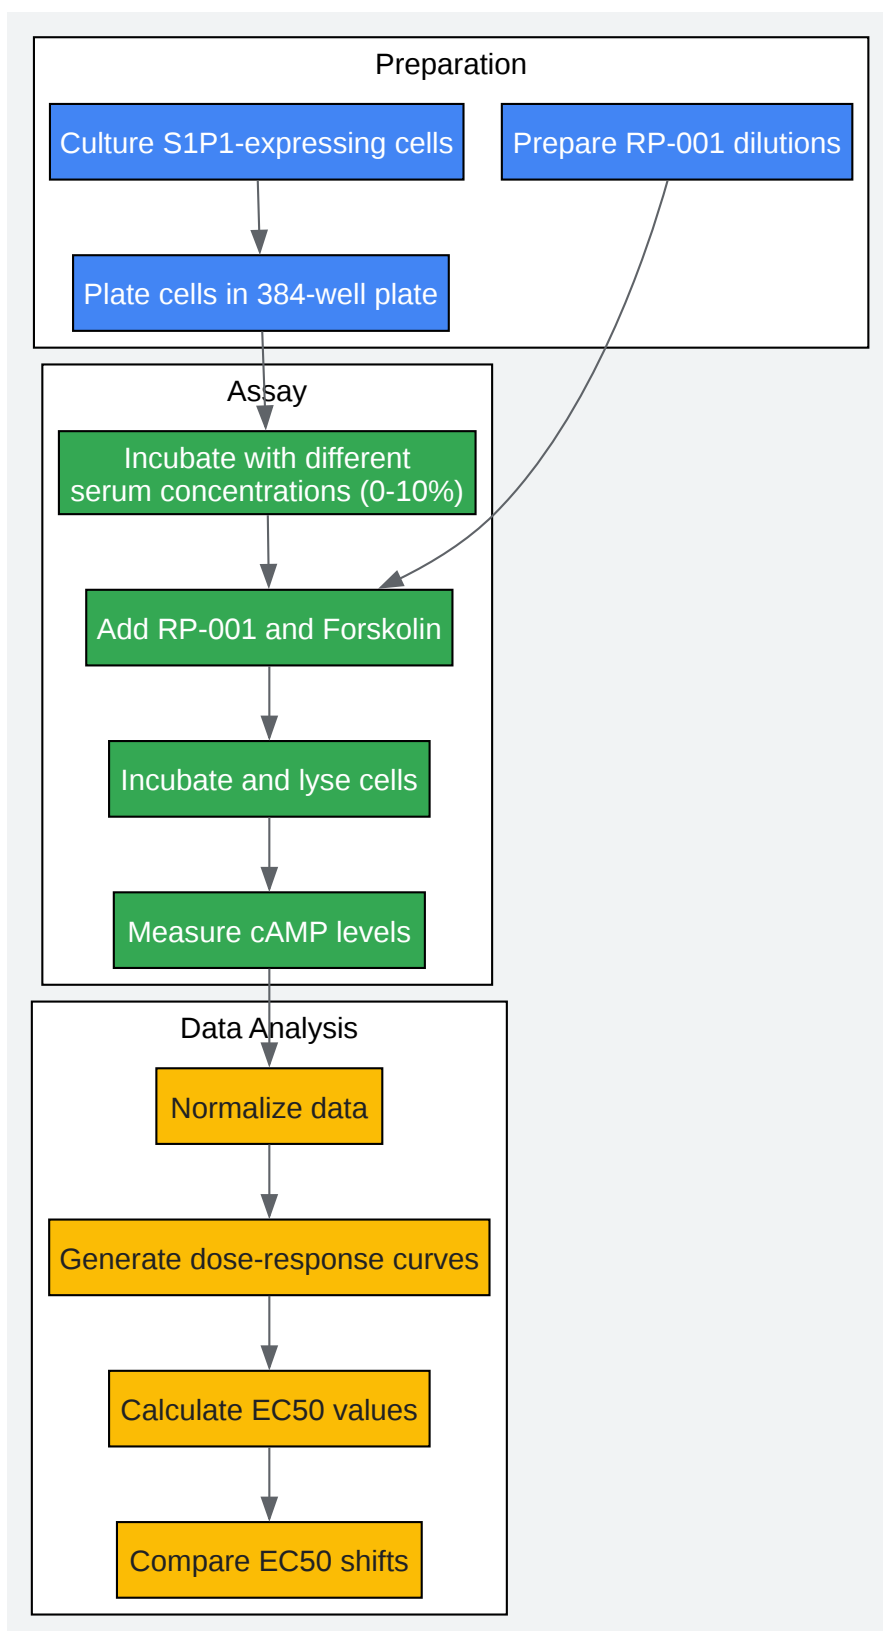 Preparation
Culture S1P1-expressing cells
Prepare RP-001 dilutions
Plate cells in 384-well plate
Assay
Incubate with different
serum concentrations (0-10%)
Add RP-001 and Forskolin
Incubate and lyse cells
Measure cAMP levels
Data Analysis
Normalize data
Generate dose-response curves
Calculate EC50 values
Compare EC50 shifts